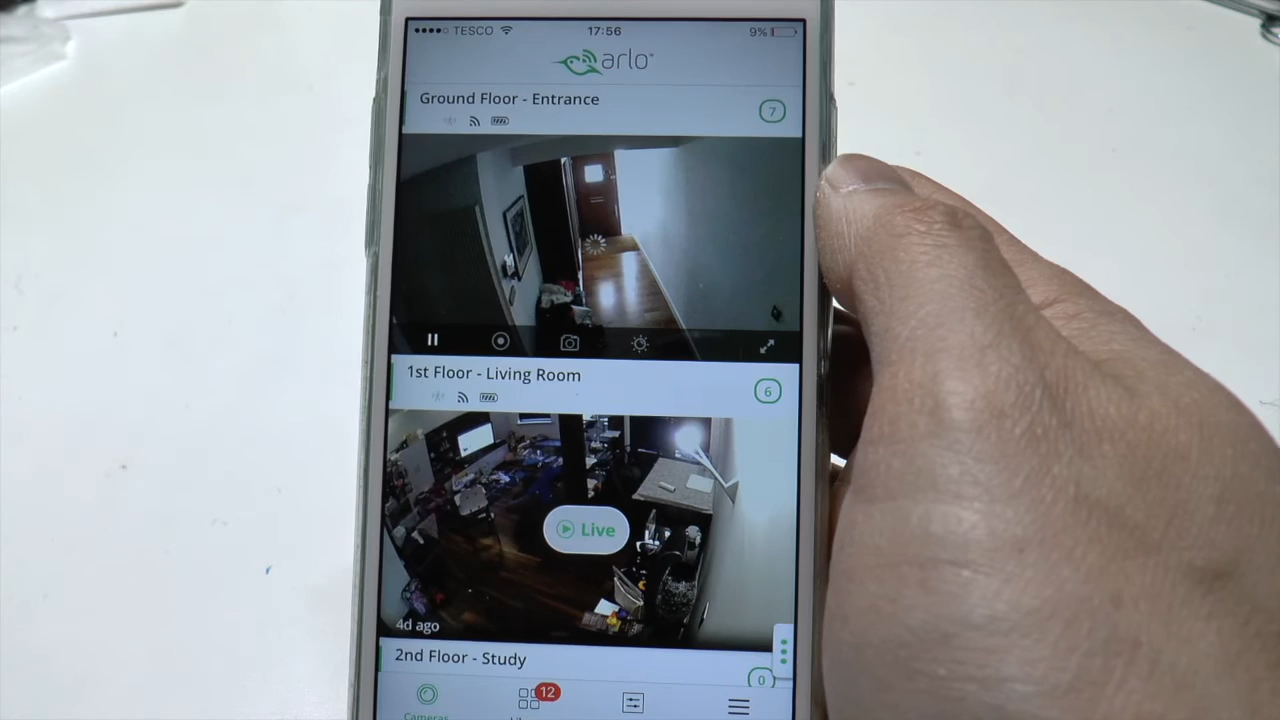 TESCO 17:56 9%
arlo
Ground Floor - Entrance
7
1st Floor - Living Room
6
Live
4d ago
2nd Floor - Study
0
12
Cameras